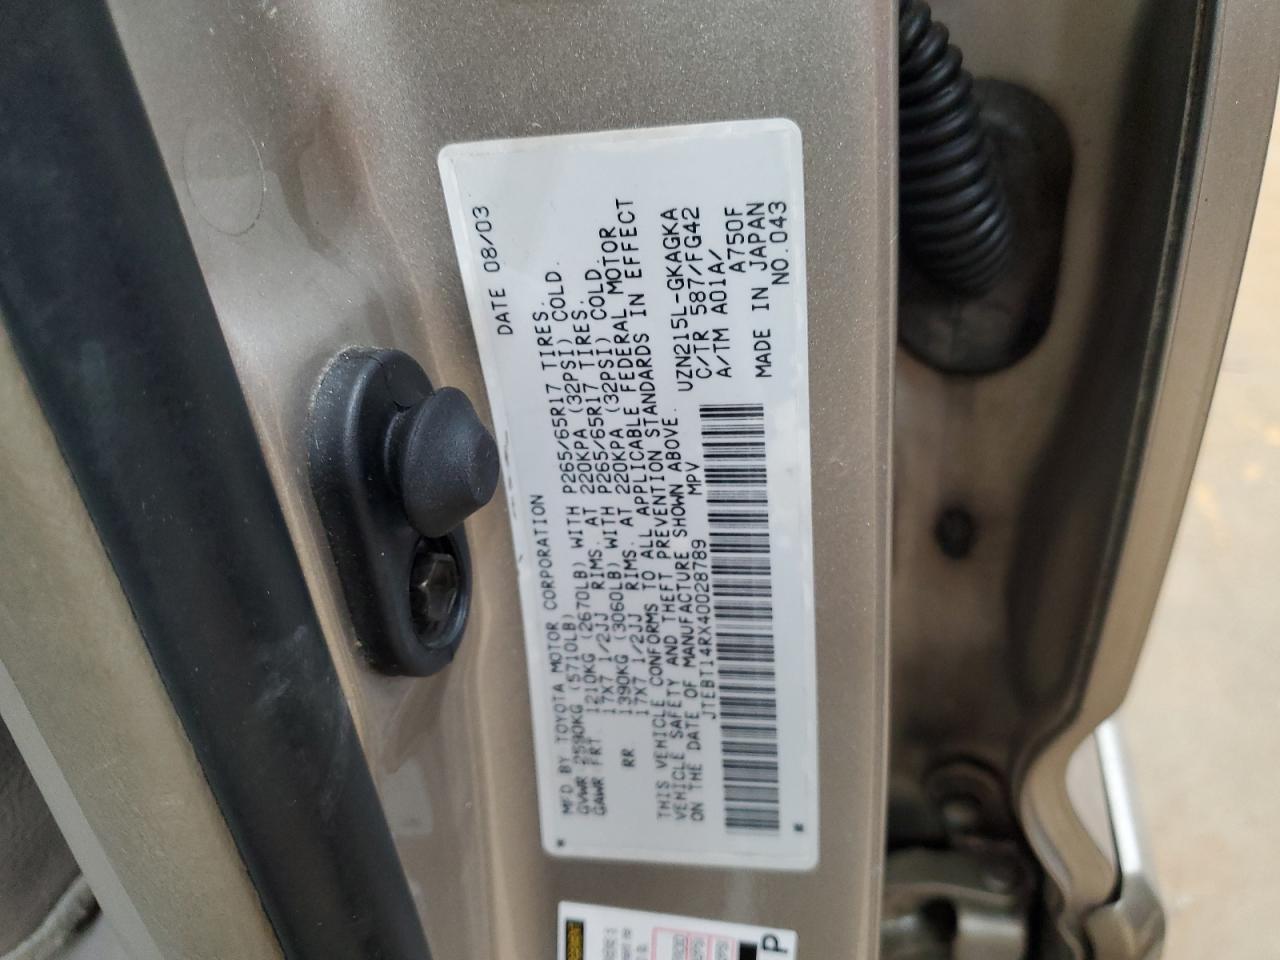 DATE 08/03
MFD BY TOYOTA MOTOR CORPORATION
GVWR 2590KG (5710LB)
GAWR FRT. 1210KG (2670LB) WITH P265/65R17 TIRES.
17X7 1/2JJ RIMS. AT 220KPA (32PSI) COLD.
RR 1390KG (3060LB) WITH P265/65R17 TIRES.
17X7 1/2JJ RIMS. AT 220KPA (32PSI) COLD.
THIS VEHICLE CONFORMS TO ALL APPLICABLE FEDERAL MOTOR
VEHICLE SAFETY AND THEFT PREVENTION STANDARDS IN EFFECT
ON THE DATE OF MANUFACTURE SHOWN ABOVE.
JTEBT14RX40028789 MPV
UZN215L-GKAGKA
C/TR 587/FG42
A/TM A01A/
A750F
MADE IN JAPAN
NO.043
P